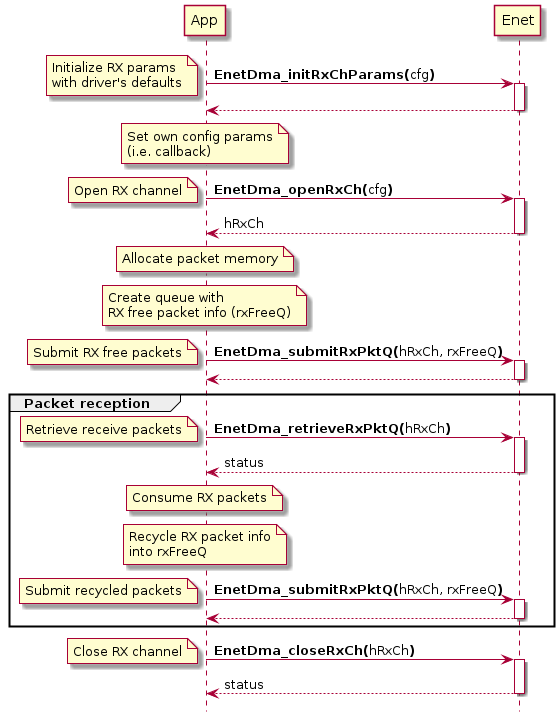 App
Enet
Initialize RX params
with driver's defaults
EnetDma_initRxChParams(cfg)
Set own config params
(i.e. callback)
Open RX channel
EnetDma_openRxCh(cfg)
hRxCh
Allocate packet memory
Create queue with
RX free packet info (rxFreeQ)
Submit RX free packets
EnetDma_submitRxPktQ(hRxCh, rxFreeQ)
Packet reception
Retrieve receive packets
EnetDma_retrieveRxPktQ(hRxCh)
status
Consume RX packets
Recycle RX packet info
into rxFreeQ
Submit recycled packets
EnetDma_submitRxPktQ(hRxCh, rxFreeQ)
Close RX channel
EnetDma_closeRxCh(hRxCh)
status